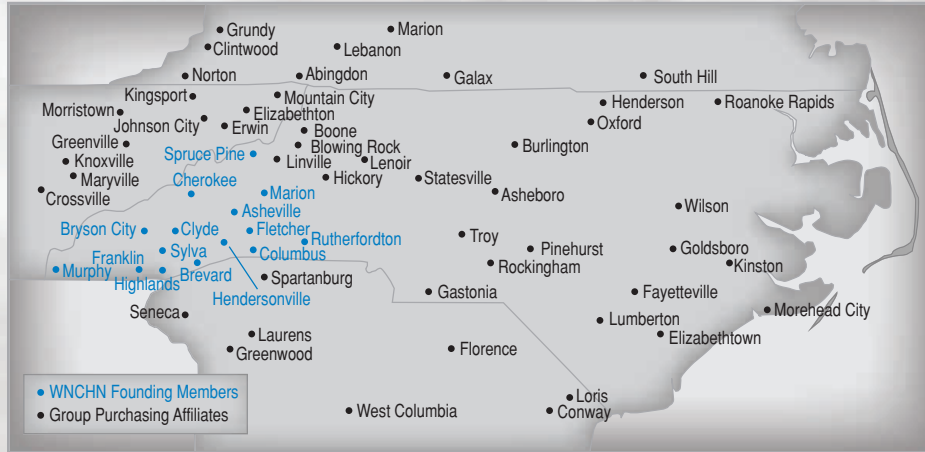 Grundy
Marion
Clintwood
Lebanon
Norton
Abingdon
Galax
South Hill
Kingsport
Mountain City
Henderson
Roanoke Rapids
Morristown
Elizabethton
Johnson City
Erwin
Boone
Oxford
Greenville
Blowing Rock
Burlington
Spruce Pine
Knoxville
Linville
Lenoir
Maryville
Hickory
Statesville
Cherokee
Crossville
Marion
Asheboro
Asheville
Wilson
Bryson City
Clyde
Fletcher
Rutherfordton
Troy
Sylva
Columbus
Pinehurst
Goldsboro
Franklin
Rockingham
Kinston
Murphy
Highlands
Brevard
Spartanburg
Hendersonville
Gastonia
Fayetteville
Seneca
Morehead City
Lumberton
Laurens
Elizabethtown
Greenwood
Florence
WNCHN Founding Members
Group Purchasing Affiliates
Loris
West Columbia
Conway